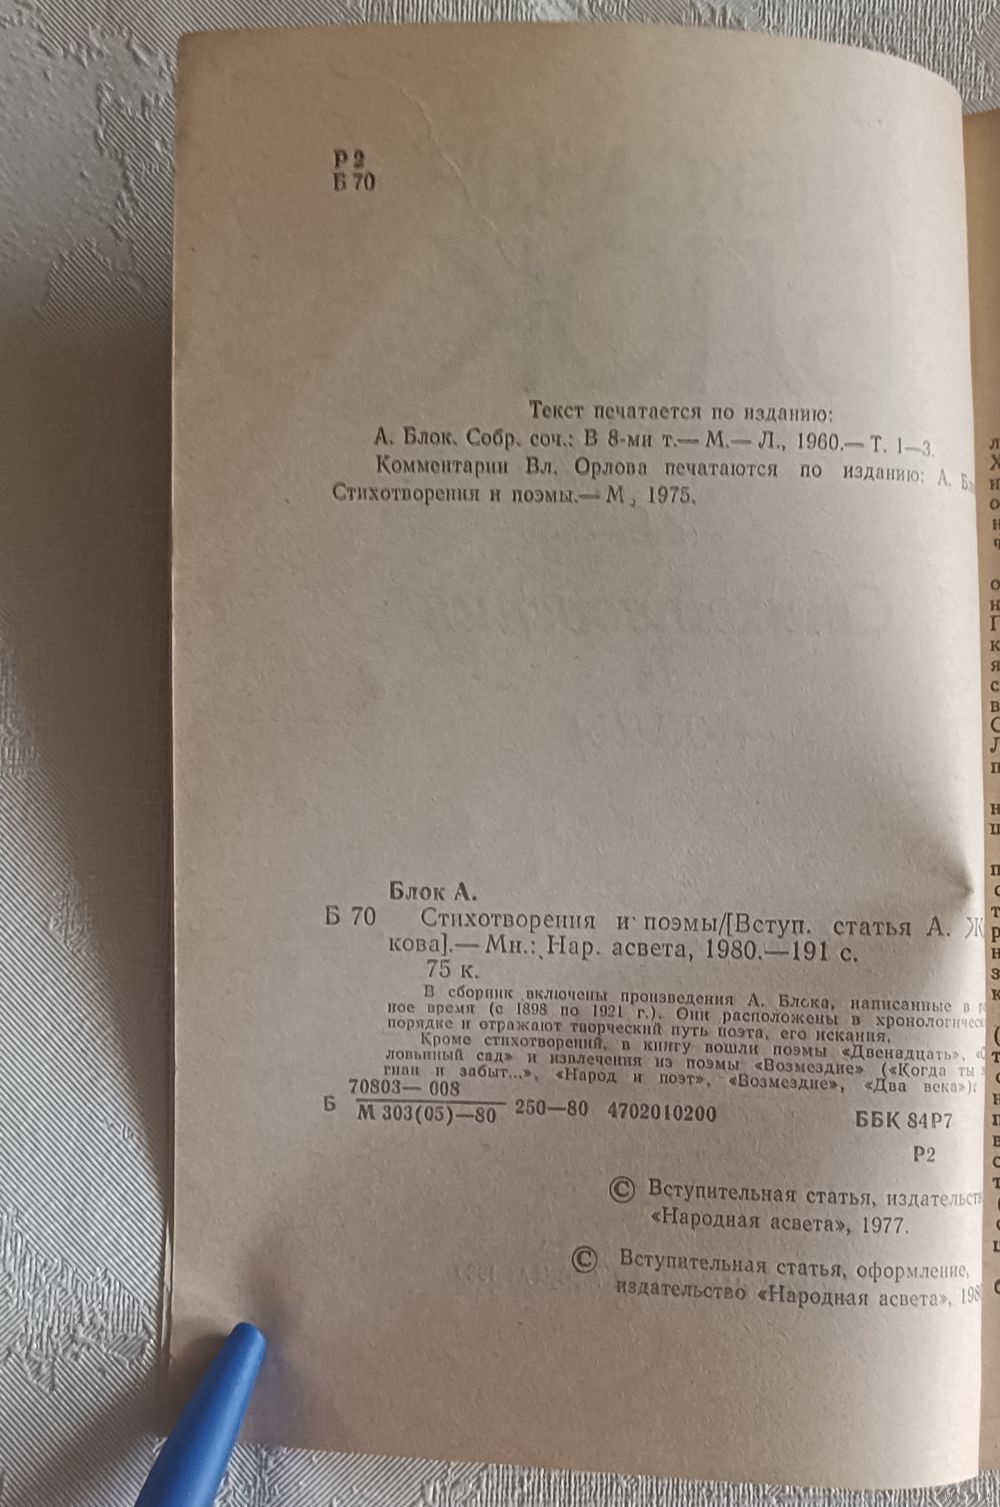 Р 2
Б 70
Текст печатается по изданию:
А. Блок. Собр. соч.: В 8-ми т.— М.— Л., 1960.— Т. 1—3.
Комментарии Вл. Орлова печатаются по изданию: А.
Стихотворения и поэмы.— М , 1975.
Блок А.
Б 70 Стихотворения и поэмы/[Вступ. статья А. Ж
кова].— Мн.: Нар. асвета, 1980.—191 с.
75 к.
В сборник включены произведения А. Блока, написанные в
ное время (с 1898 по 1921 г.). Они расположены в хронологичес
порядке и отражают творческий путь поэта, его искания.
Кроме стихотворений, в книгу вошли поэмы «Двенадцать», «С
ловьиный сад» и извлечения из поэмы «Возмездие» («Когда ты
гнан и забыт...», «Народ и поэт», «Возмездие», «Два века»).
70803— 008
Б М 303(05)—80 250—80 4702010200
ББК 84Р7
Р2
© Вступительная статья, издательств
«Народная асвета», 1977.
© Вступительная статья, оформление,
издательство «Народная асвета», 198